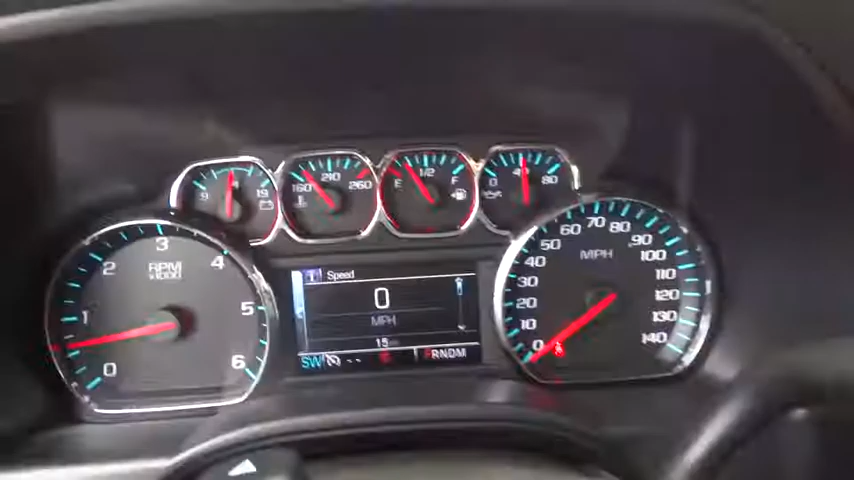 9 19
160 210 260
E 1/2 F
0 40 80
0 1 2 3 4 5 6
RPM
x1000
T Speed
0
MPH
15 mi
SW
PRNDM
0 10 20 30 40 50 60 70 80 90 100 110 120 130 140
MPH